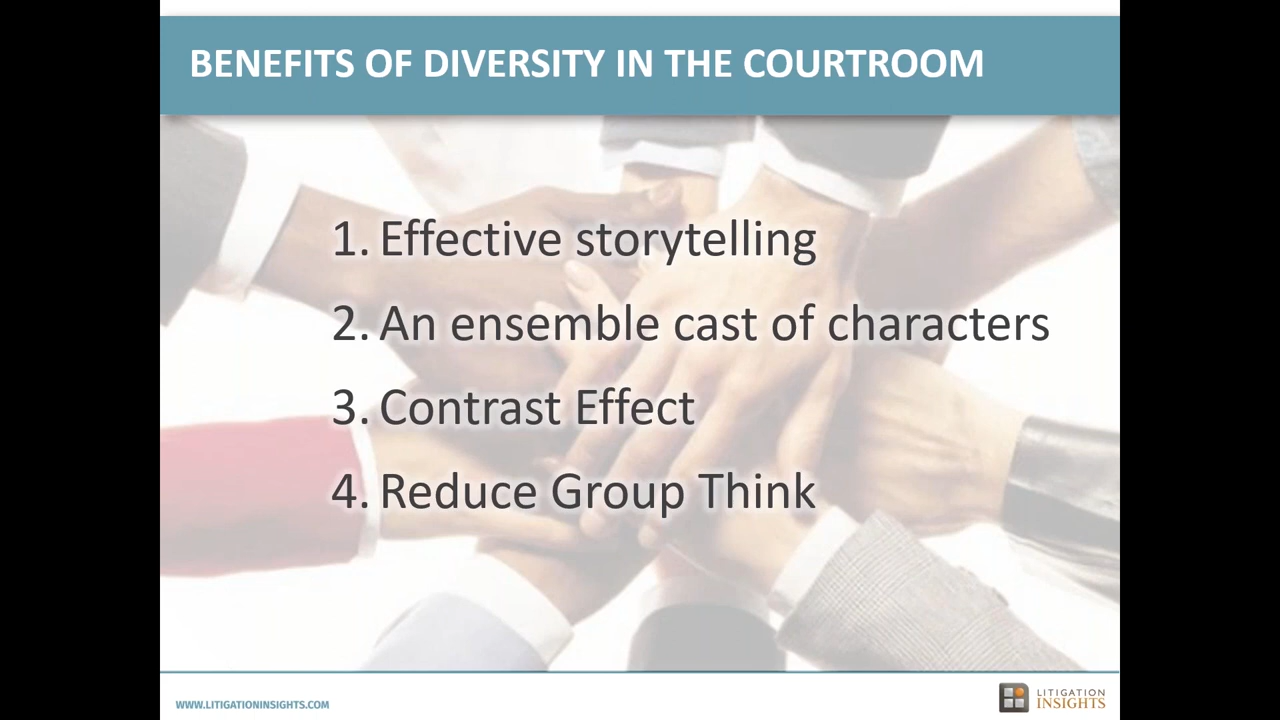 BENEFITS OF DIVERSITY IN THE COURTROOM
1. Effective storytelling
2. An ensemble cast of characters
3. Contrast Effect
4. Reduce Group Think
WWW.LITIGATIONINSIGHTS.COM
LITIGATION
INSIGHTS